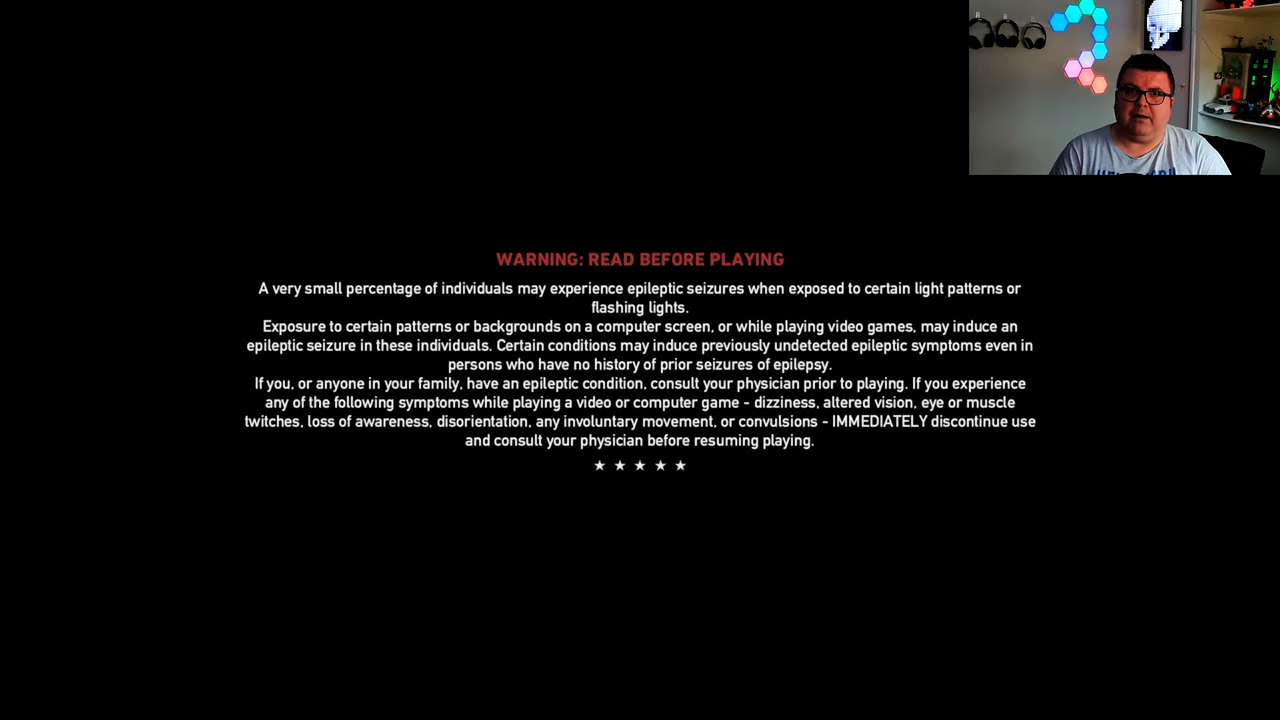 WARNING: READ BEFORE PLAYING
A very small percentage of individuals may experience epileptic seizures when exposed to certain light patterns or
flashing lights.
Exposure to certain patterns or backgrounds on a computer screen, or while playing video games, may induce an
epileptic seizure in these individuals. Certain conditions may induce previously undetected epileptic symptoms even in
persons who have no history of prior seizures of epilepsy.
If you, or anyone in your family, have an epileptic condition, consult your physician prior to playing. If you experience
any of the following symptoms while playing a video or computer game - dizziness, altered vision, eye or muscle
twitches, loss of awareness, disorientation, any involuntary movement, or convulsions - IMMEDIATELY discontinue use
and consult your physician before resuming playing.
★ ★ ★ ★ ★